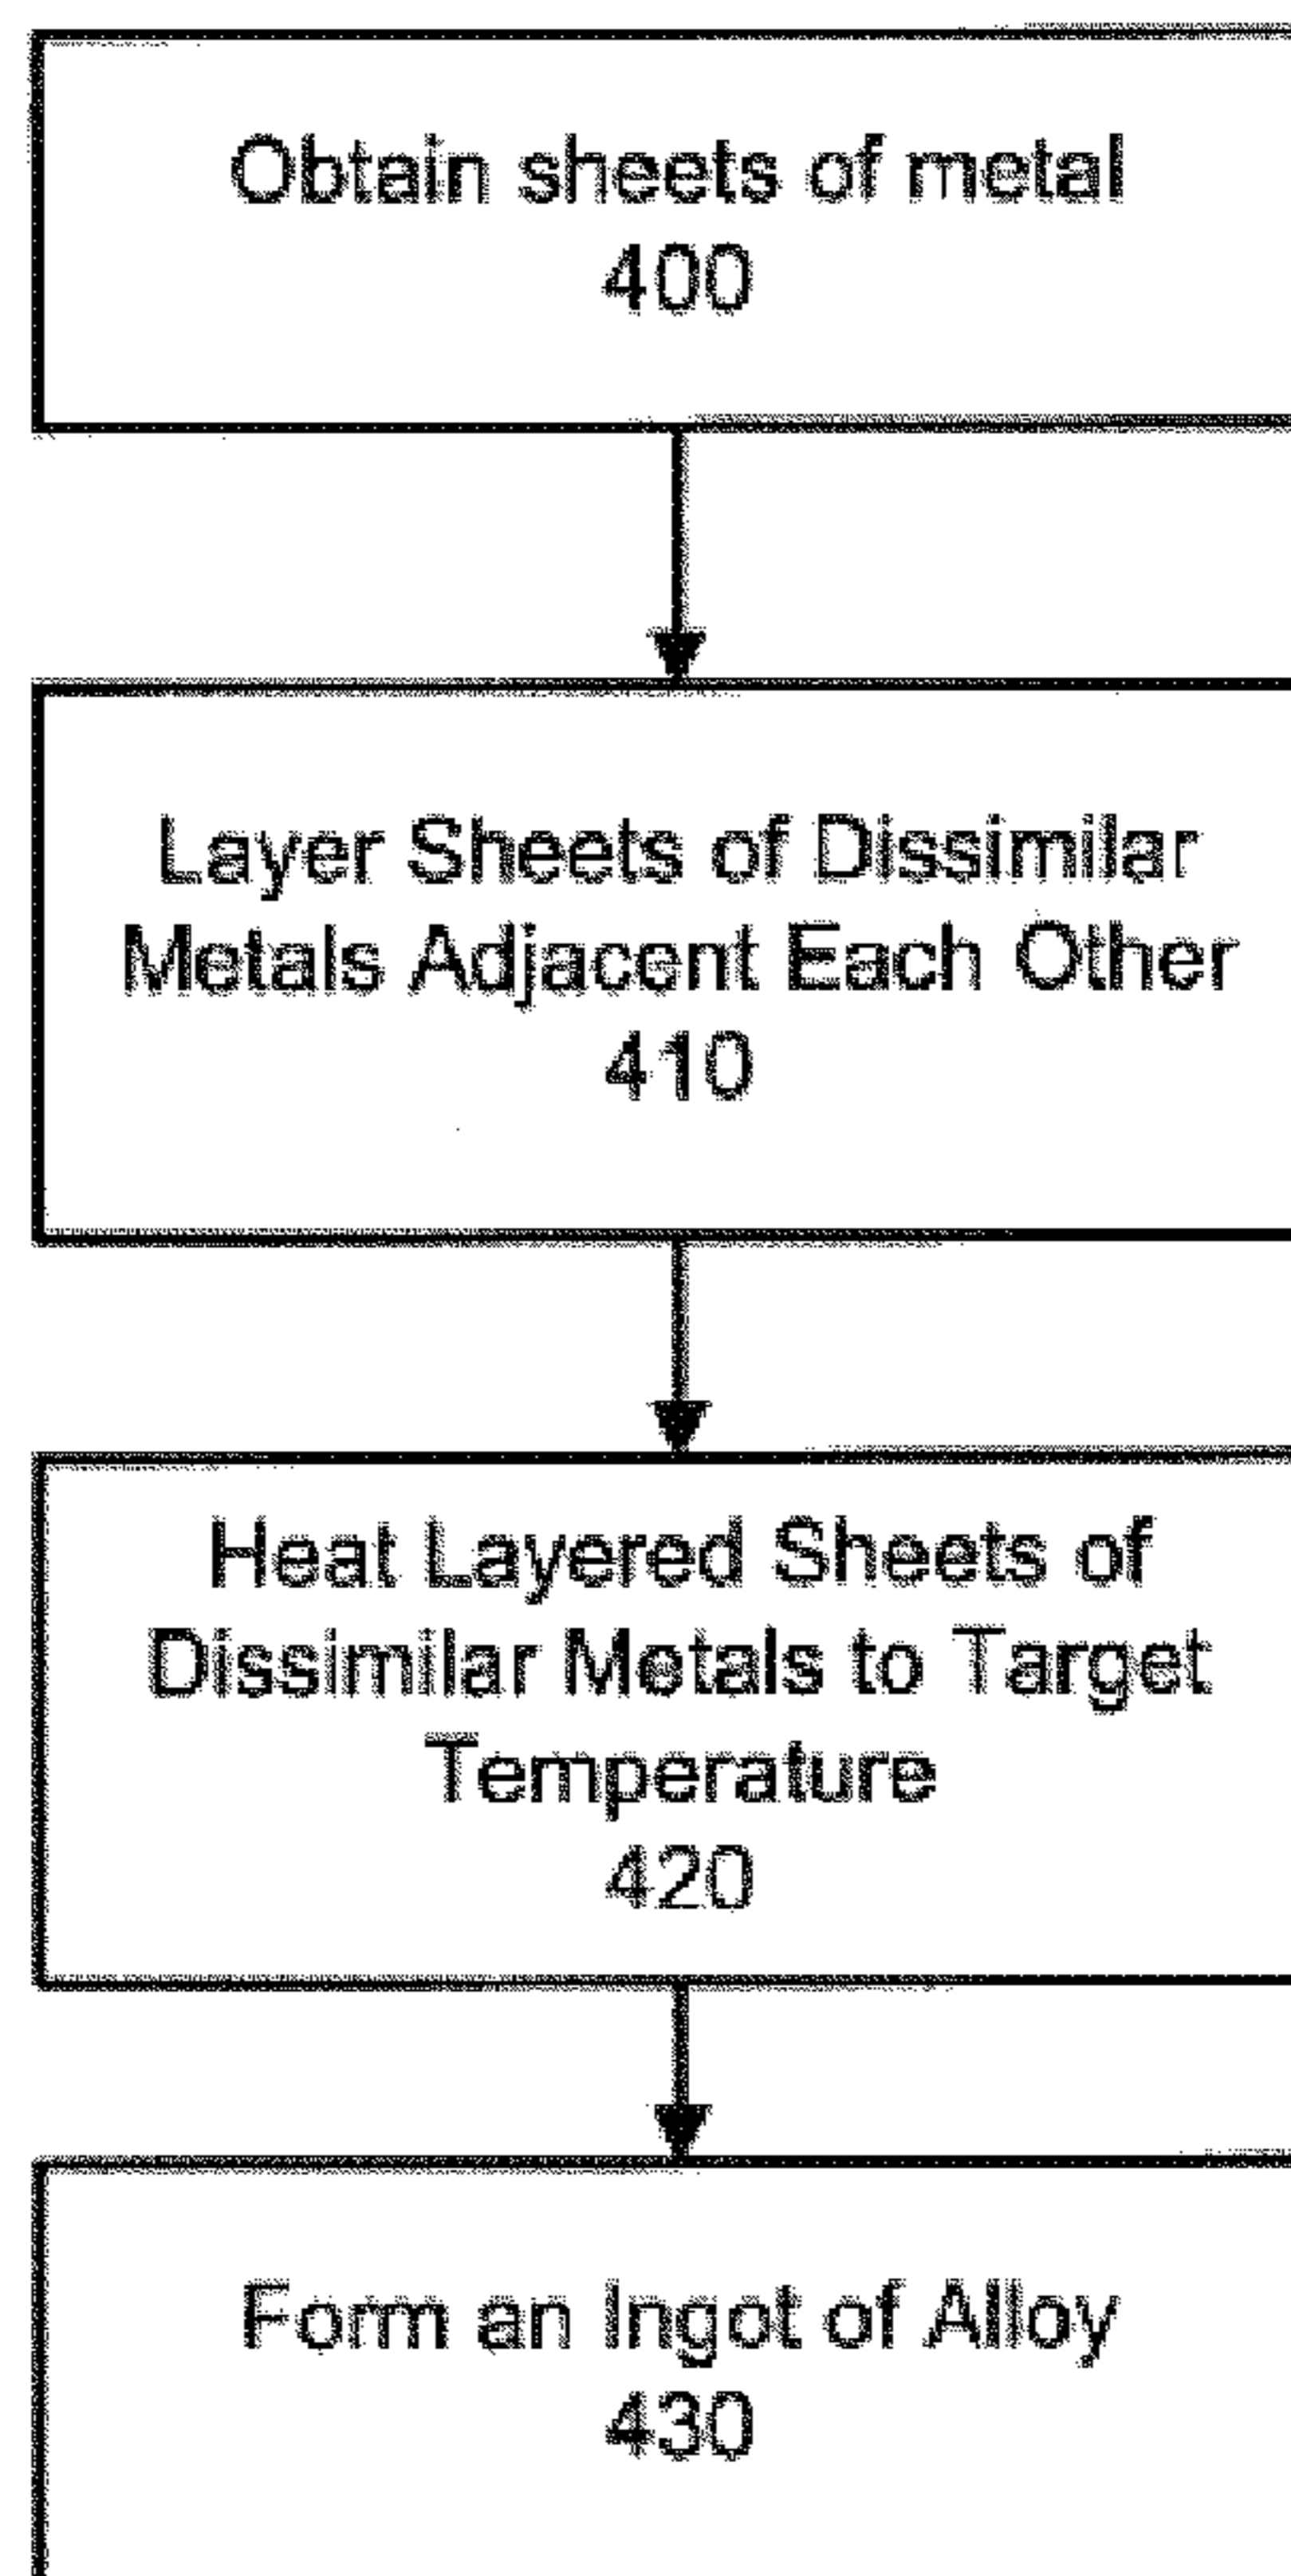 Obtain sheets of metal
400
Layer Sheets of Dissimilar
Metals Adjacent Each Other
410
Heat Layered Sheets of
Dissimilar Metals to Target
Temperature
420
Form an Ingot of Alloy
430